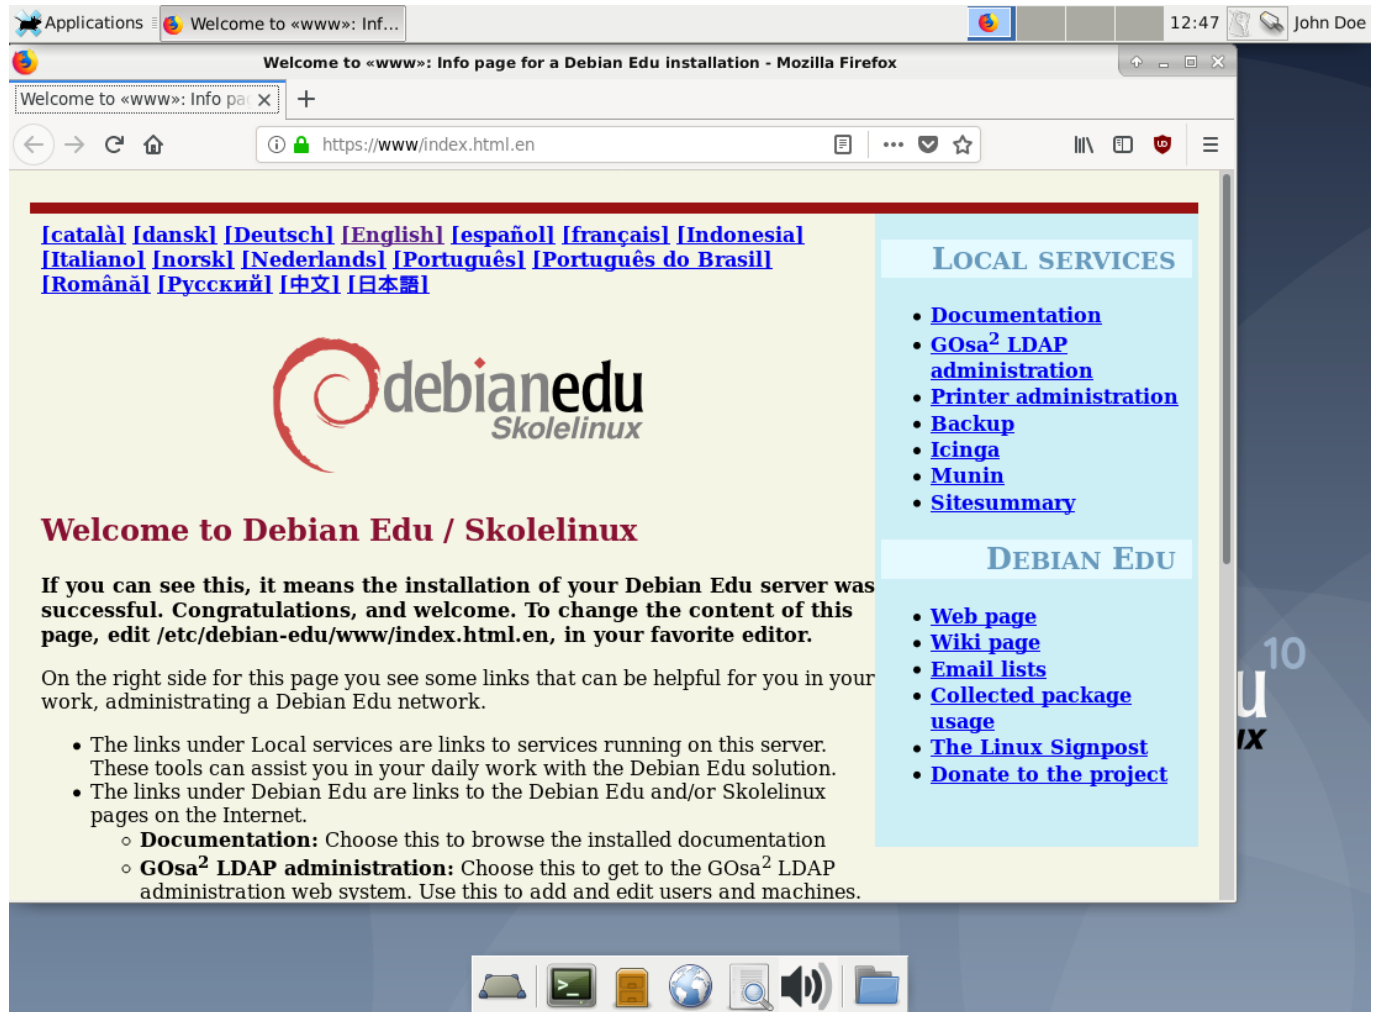 Applications
Welcome to «www»: Inf...
12:47
John Doe
Welcome to «www»: Info page for a Debian Edu installation - Mozilla Firefox
Welcome to «www»: Info pa
https://www/index.html.en
[català] [dansk] [Deutsch] [English] [español] [français] [Indonesia]
[Italiano] [norsk] [Nederlands] [Português] [Português do Brasil]
[Română] [Русский] [中文] [日本語]
debianedu
Skolelinux
Welcome to Debian Edu / Skolelinux
If you can see this, it means the installation of your Debian Edu server was
successful. Congratulations, and welcome. To change the content of this
page, edit /etc/debian-edu/www/index.html.en, in your favorite editor.
On the right side for this page you see some links that can be helpful for you in your
work, administrating a Debian Edu network.
• The links under Local services are links to services running on this server.
These tools can assist you in your daily work with the Debian Edu solution.
• The links under Debian Edu are links to the Debian Edu and/or Skolelinux
pages on the Internet.
◦ Documentation: Choose this to browse the installed documentation
◦ GOsa² LDAP administration: Choose this to get to the GOsa² LDAP
administration web system. Use this to add and edit users and machines.
Local services
• Documentation
• GOsa² LDAP
administration
• Printer administration
• Backup
• Icinga
• Munin
• Sitesummary
Debian Edu
• Web page
• Wiki page
• Email lists
• Collected package
usage
• The Linux Signpost
• Donate to the project
10
u
ux